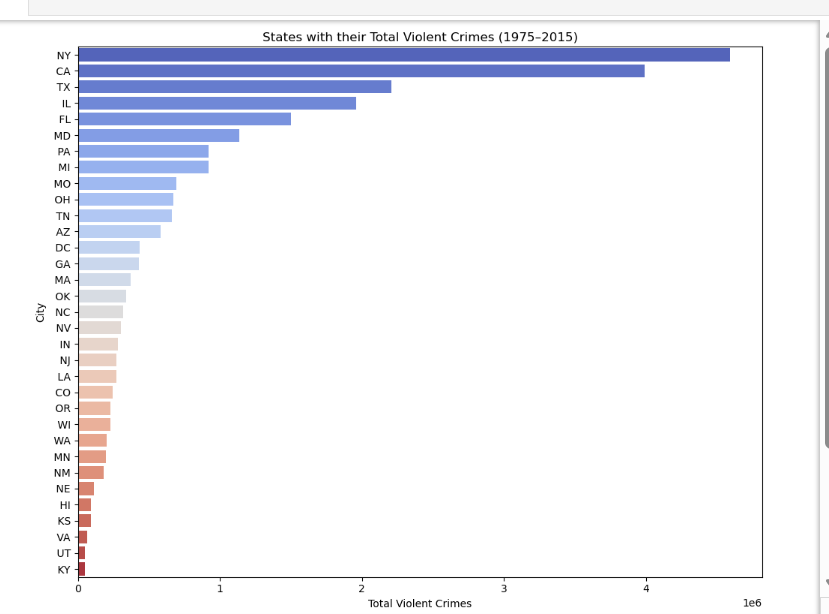 States with their Total Violent Crimes (1975–2015)
NY
CA
TX
IL
FL
MD
PA
MI
MO
OH
TN
AZ
DC
GA
MA
OK
NC
NV
IN
NJ
LA
CO
OR
WI
WA
MN
NM
NE
HI
KS
VA
UT
KY
City
0 1 2 3 4
1e6
Total Violent Crimes